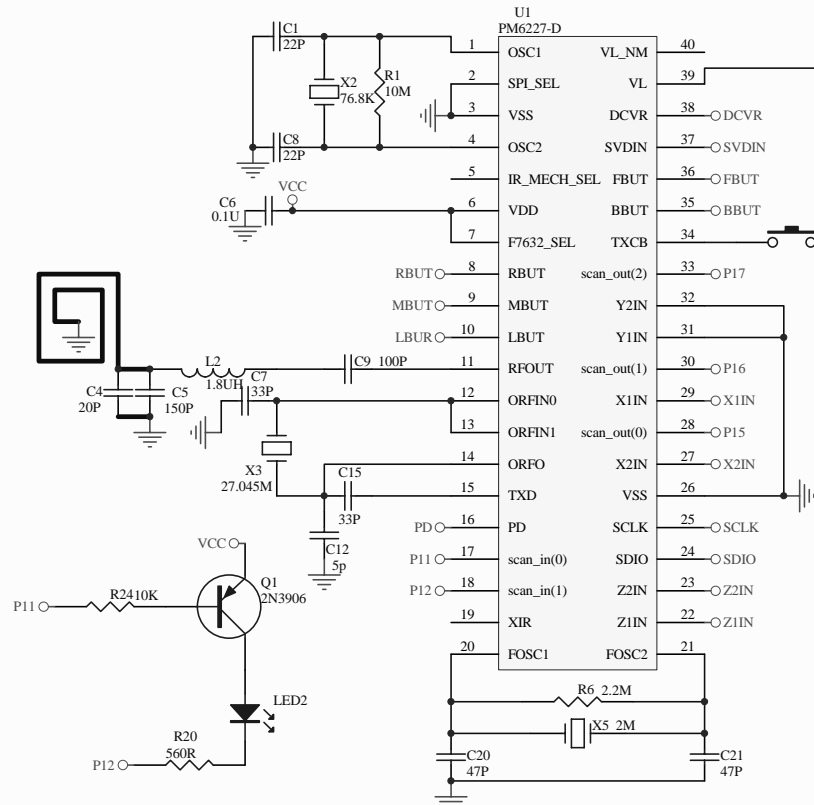 U1
PM6227-D
C1
22P
X2
76.8K
R1
10M
C8
22P
C6
0.1U
VCC
1 OSC1 VL_NM 40
2 SPI_SEL VL 39
3 VSS DCVR 38 DCVR
4 OSC2 SVDIN 37 SVDIN
5 IR_MECH_SEL FBUT 36 FBUT
6 VDD BBUT 35 BBUT
7 F7632_SEL TXCB 34
RBUT 8 RBUT scan_out(2) 33 P17
MBUT 9 MBUT Y2IN 32
LBUR 10 LBUT Y1IN 31
11 RFOUT scan_out(1) 30 P16
12 ORFIN0 X1IN 29 X1IN
13 ORFIN1 scan_out(0) 28 P15
14 ORFO X2IN 27 X2IN
15 TXD VSS 26
PD 16 PD SCLK 25 SCLK
P11 17 scan_in(0) SDIO 24 SDIO
P12 18 scan_in(1) Z2IN 23 Z2IN
19 XIR Z1IN 22 Z1IN
20 FOSC1 FOSC2 21
L2
1.8UH
C9 100P
C7
33P
C4
20P
C5
150P
X3
27.045M
C15
33P
C12
5p
VCC
Q1
2N3906
P11 R24 10K
LED2
R20
560R
P12
R6 2.2M
X5 2M
C20
47P
C21
47P